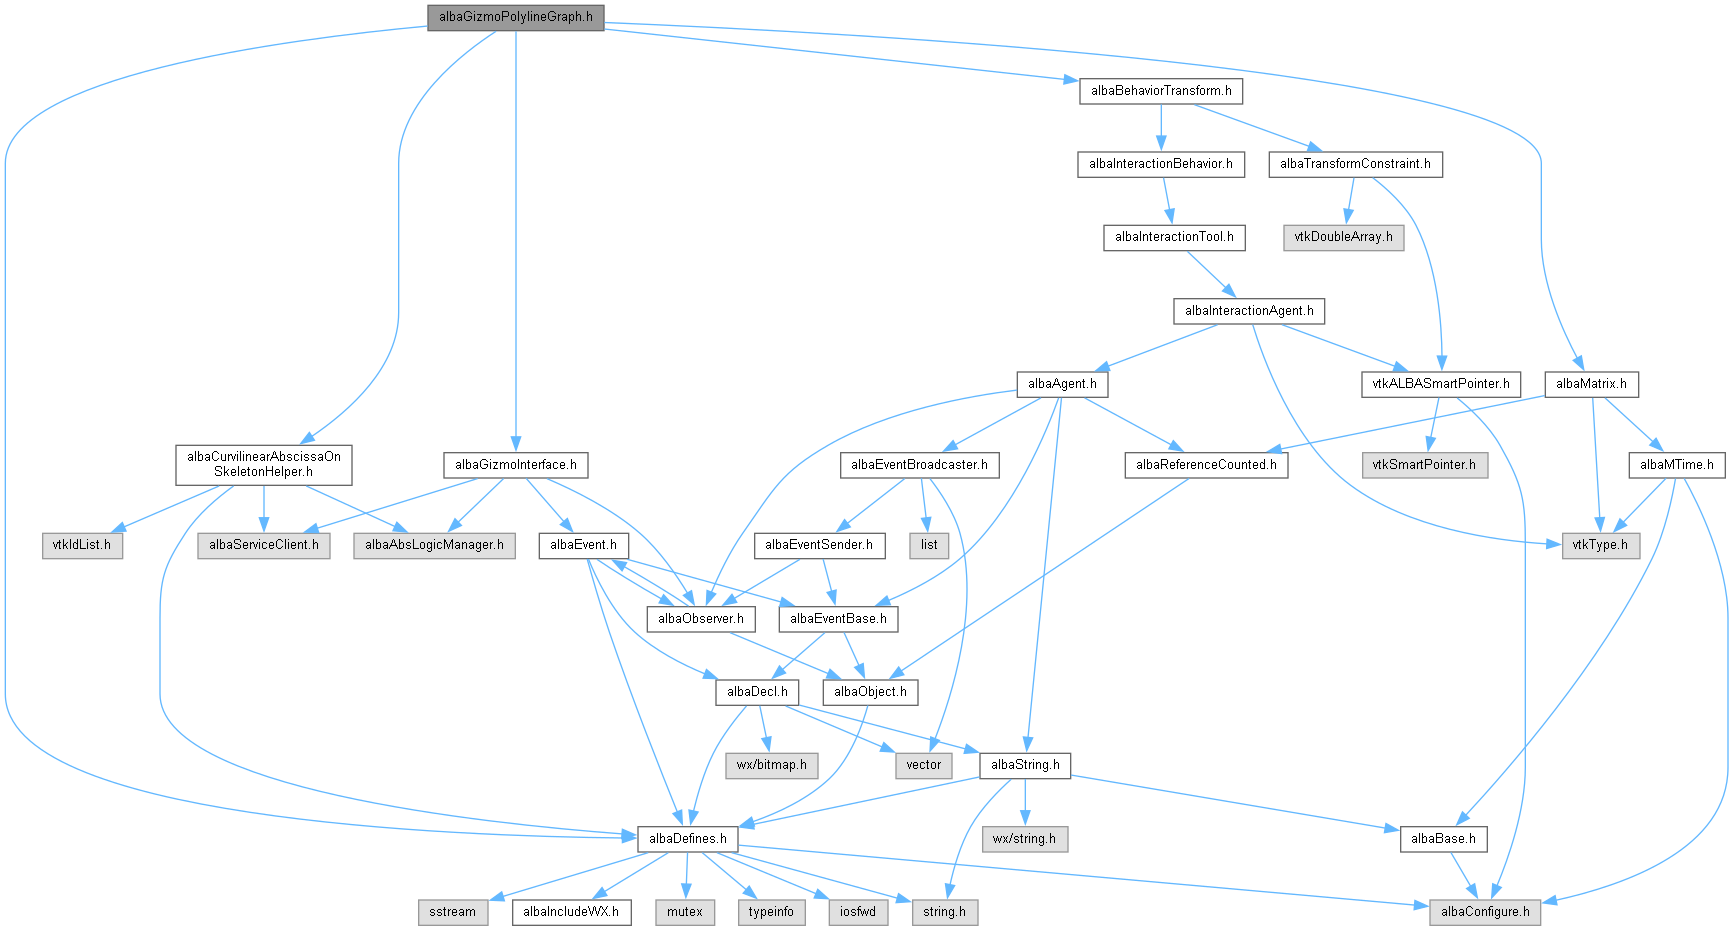 albaGizmoPolylineGraph.h
albaBehaviorTransform.h
albaInteractionBehavior.h
albaTransformConstraint.h
albaInteractionTool.h
vtkDoubleArray.h
albaInteractionAgent.h
albaAgent.h
vtkALBASmartPointer.h
albaMatrix.h
albaCurvilinearAbscissaOn
SkeletonHelper.h
albaGizmoInterface.h
albaEventBroadcaster.h
albaReferenceCounted.h
vtkSmartPointer.h
albaMTime.h
vtkIdList.h
albaServiceClient.h
albaAbsLogicManager.h
albaEvent.h
albaEventSender.h
list
vtkType.h
albaObserver.h
albaEventBase.h
albaDecl.h
albaObject.h
wx/bitmap.h
vector
albaString.h
albaDefines.h
wx/string.h
albaBase.h
sstream
albaIncludeWX.h
mutex
typeinfo
iosfwd
string.h
albaConfigure.h